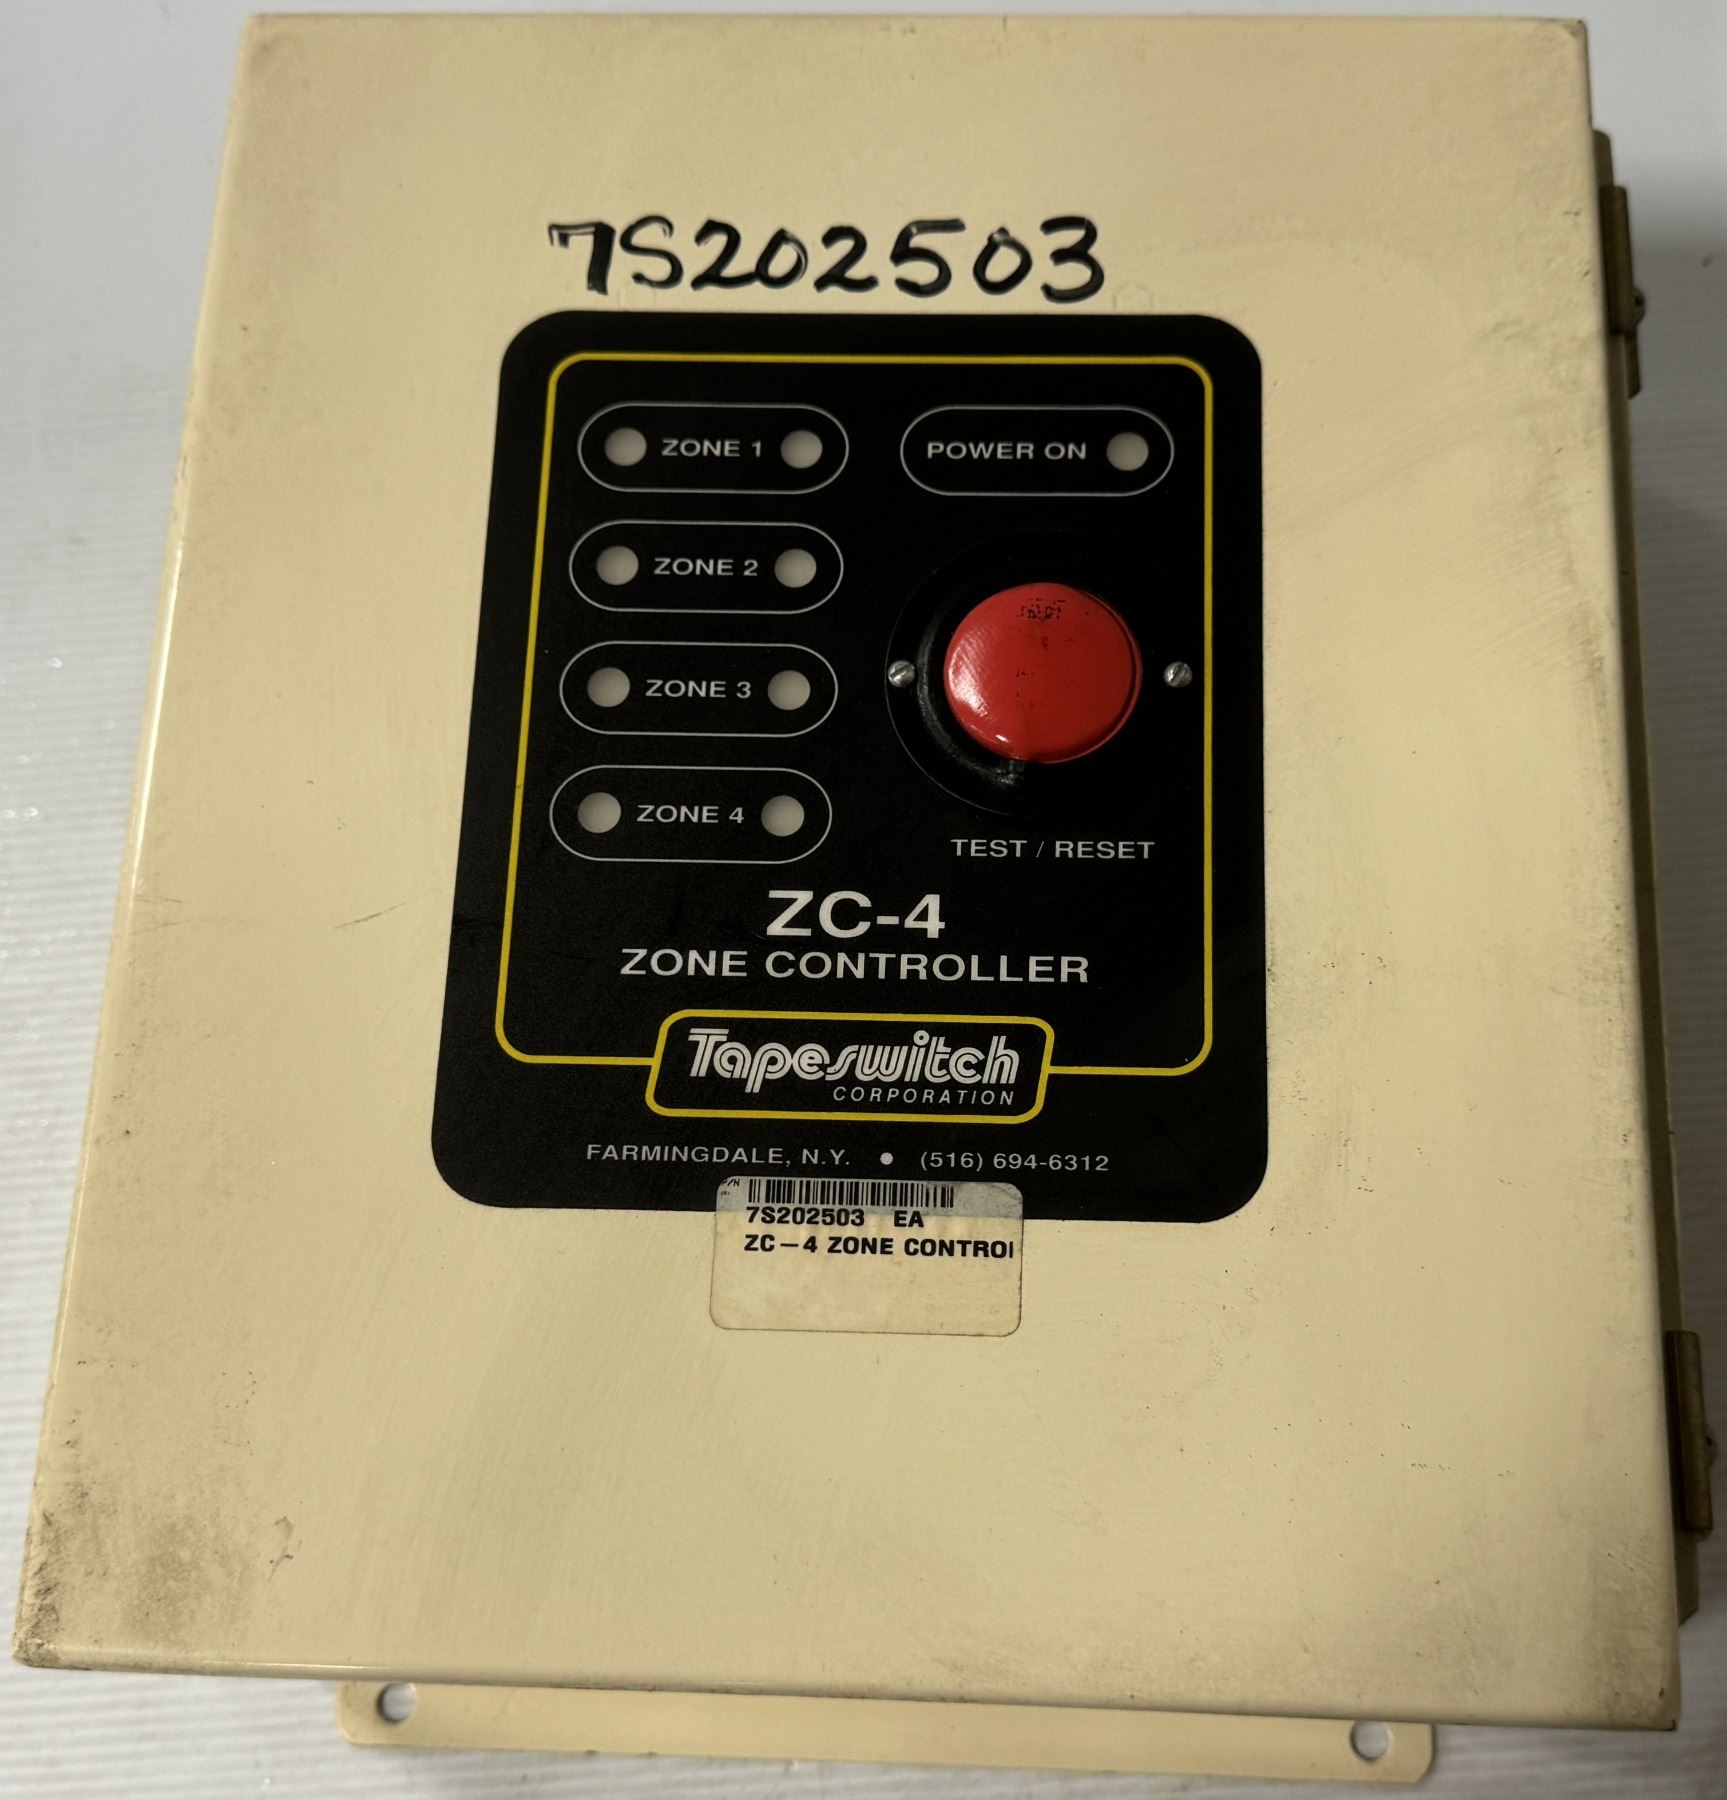 7S202503
ZONE 1
POWER ON
ZONE 2
ZONE 3
ZONE 4
TEST / RESET
ZC-4
ZONE CONTROLLER
Tapeswitch
CORPORATION
FARMINGDALE, N.Y. • (516) 694-6312
P/N
7S202503 EA
ZC-4 ZONE CONTROl